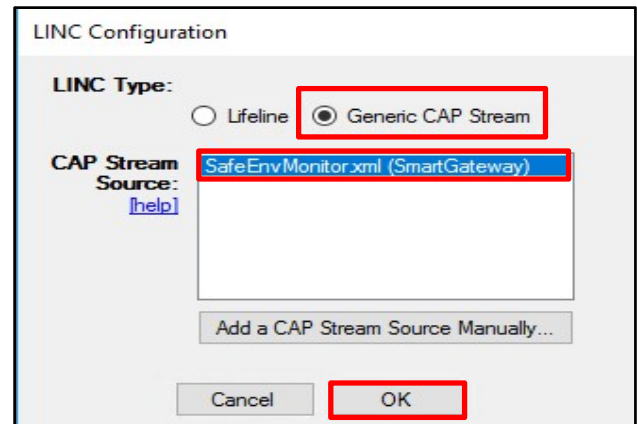 LINC Configuration
LINC Type:
Lifeline Generic CAP Stream
CAP Stream Source:
SafeEnvMonitor.xml (SmartGateway)
[help]
Add a CAP Stream Source Manually...
Cancel OK